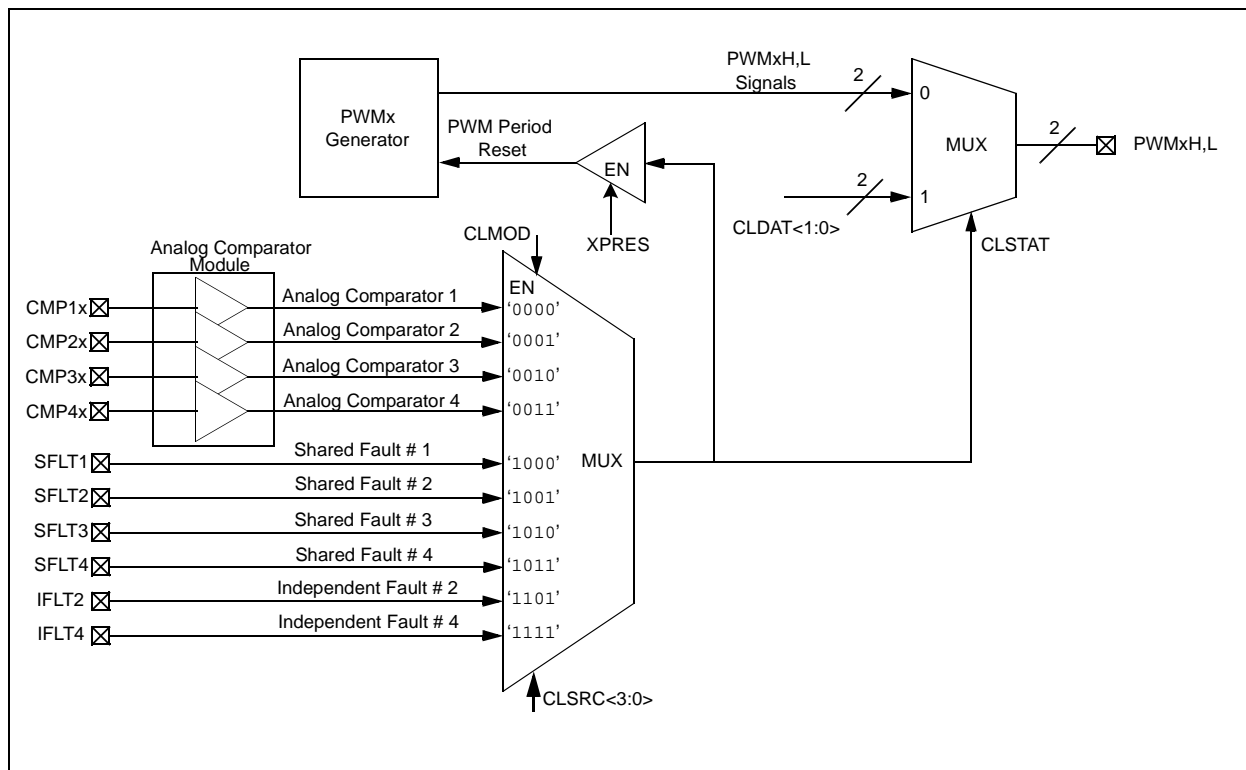 PWMx
Generator
PWMxH,L
Signals
2
0
MUX
1
2
PWMxH,L
PWM Period
Reset
EN
XPRES
2
CLDAT<1:0>
CLSTAT
CLMOD
Analog Comparator
Module
EN
CMP1x
Analog Comparator 1
‘0000’
CMP2x
Analog Comparator 2
‘0001’
CMP3x
Analog Comparator 3
‘0010’
CMP4x
Analog Comparator 4
‘0011’
SFLT1
Shared Fault # 1
‘1000’
MUX
SFLT2
Shared Fault # 2
‘1001’
SFLT3
Shared Fault # 3
‘1010’
SFLT4
Shared Fault # 4
‘1011’
IFLT2
Independent Fault # 2
‘1101’
IFLT4
Independent Fault # 4
‘1111’
CLSRC<3:0>